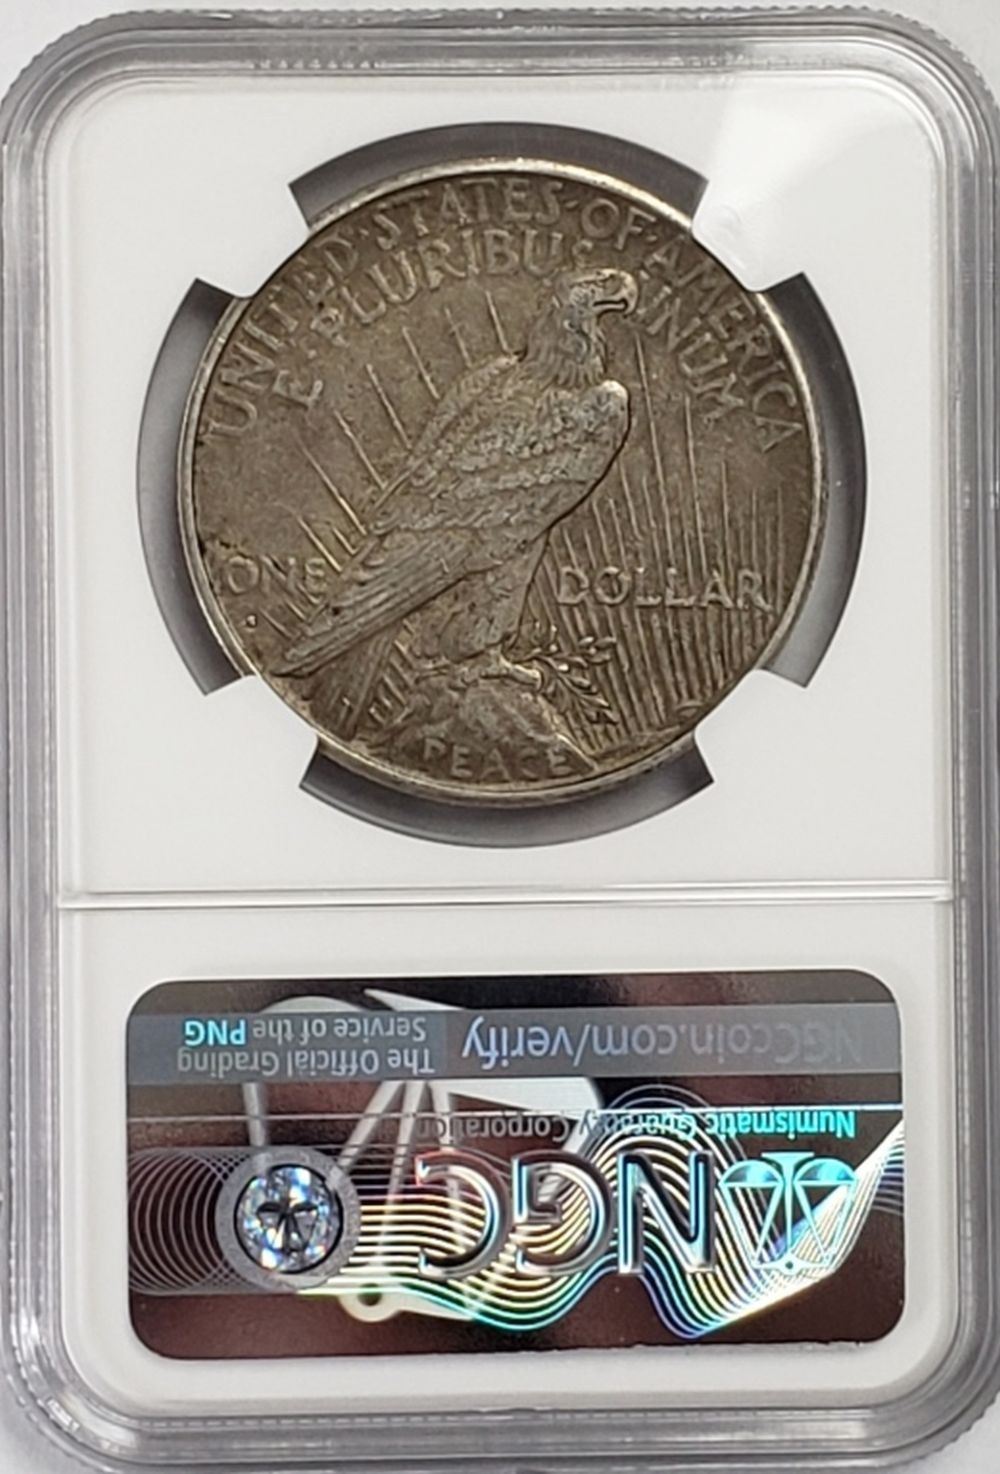 UNITED·STATES·OF·AMERICA
E·PLURIBUS UNUM
ONE DOLLAR
S
PEACE
NGC
Numismatic Guaranty Corporation
NGCcoin.com/verify
The Official Grading
Service of the PNG